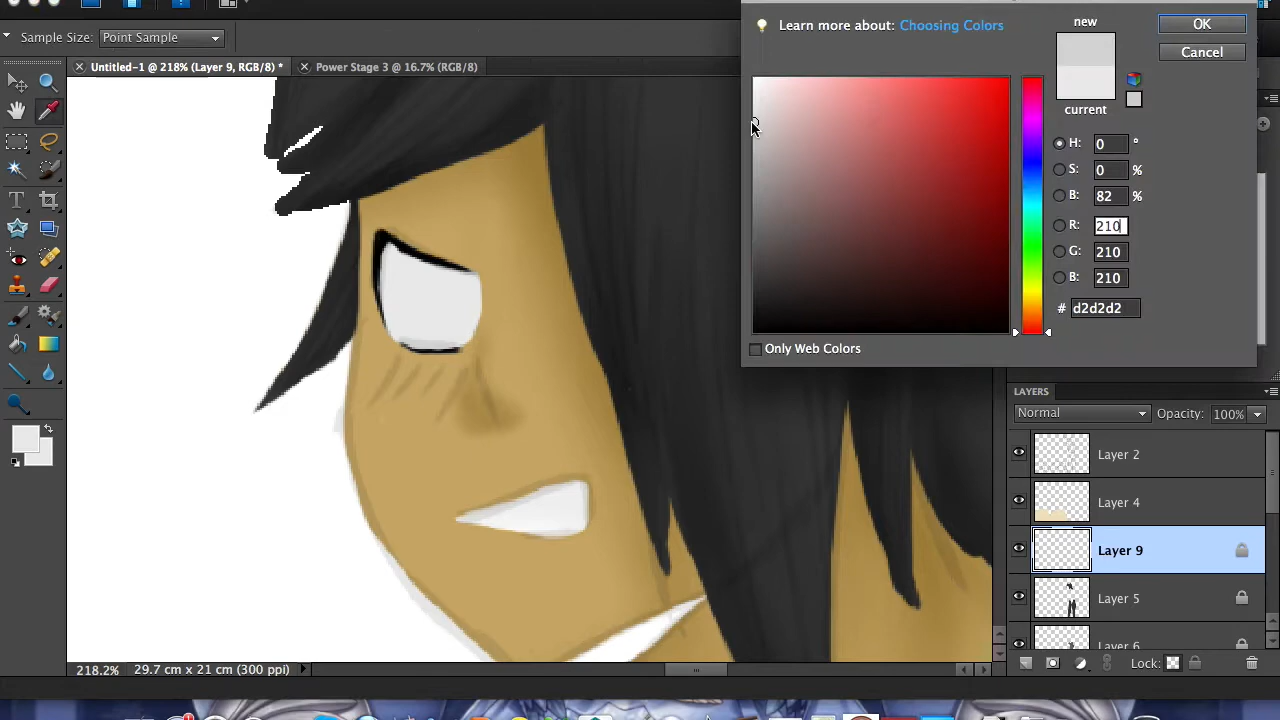 Learn more about: Choosing Colors
new
OK
Cancel
current
Sample Size: Point Sample
Untitled-1 @ 218% (Layer 9, RGB/8) *
Power Stage 3 @ 16.7% (RGB/8)
H: 0 °
S: 0 %
B: 82 %
R: 210
G: 210
B: 210
# d2d2d2
Only Web Colors
LAYERS
Normal Opacity: 100%
Layer 2
Layer 4
Layer 9
Layer 5
Layer 6
Lock:
218.2% 29.7 cm x 21 cm (300 ppi)